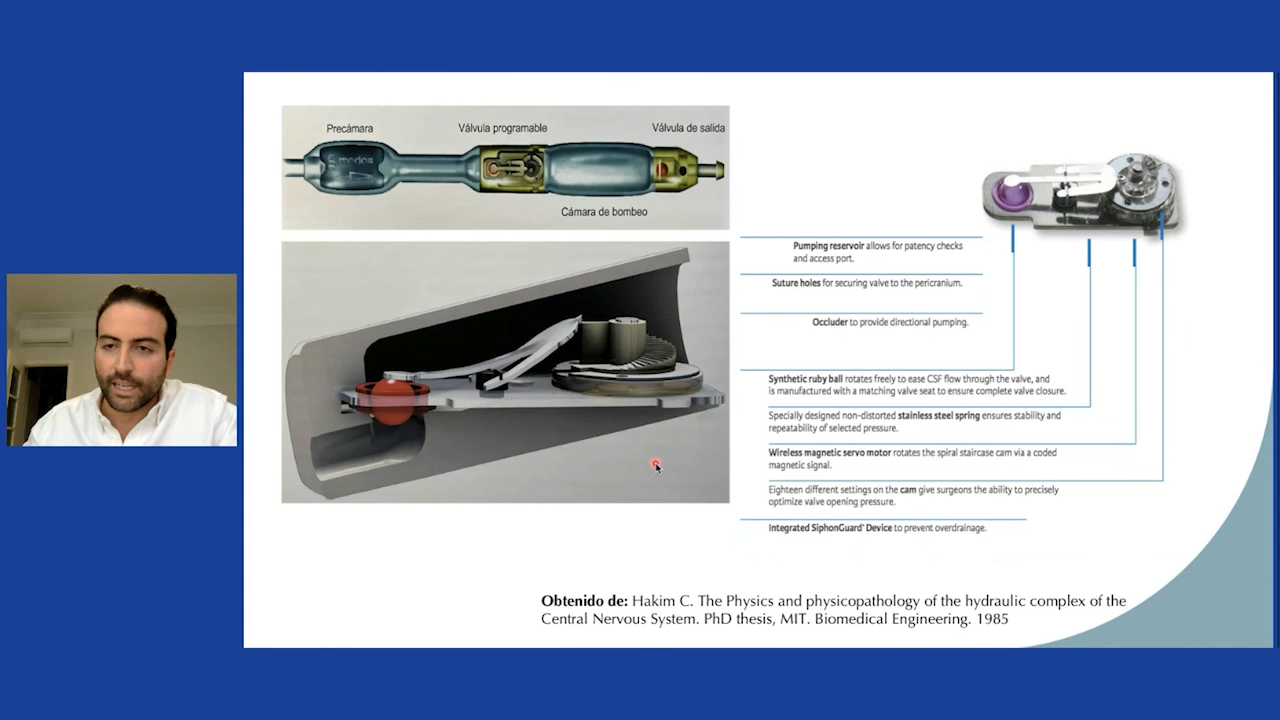 Precámara
Válvula programable
Válvula de salida
medos
Cámara de bombeo
Pumping reservoir allows for patency checks
and access port.
Suture holes for securing valve to the pericranium.
Occluder to provide directional pumping.
Synthetic ruby ball rotates freely to ease CSF flow through the valve, and
is manufactured with a matching valve seat to ensure complete valve closure.
Specially designed non-distorted stainless steel spring ensures stability and
repeatability of selected pressure.
Wireless magnetic servo motor rotates the spiral staircase cam via a coded
magnetic signal.
Eighteen different settings on the cam give surgeons the ability to precisely
optimize valve opening pressure.
Integrated SiphonGuard® Device to prevent overdrainage.
Obtenido de: Hakim C. The Physics and physicopathology of the hydraulic complex of the
Central Nervous System. PhD thesis, MIT. Biomedical Engineering. 1985